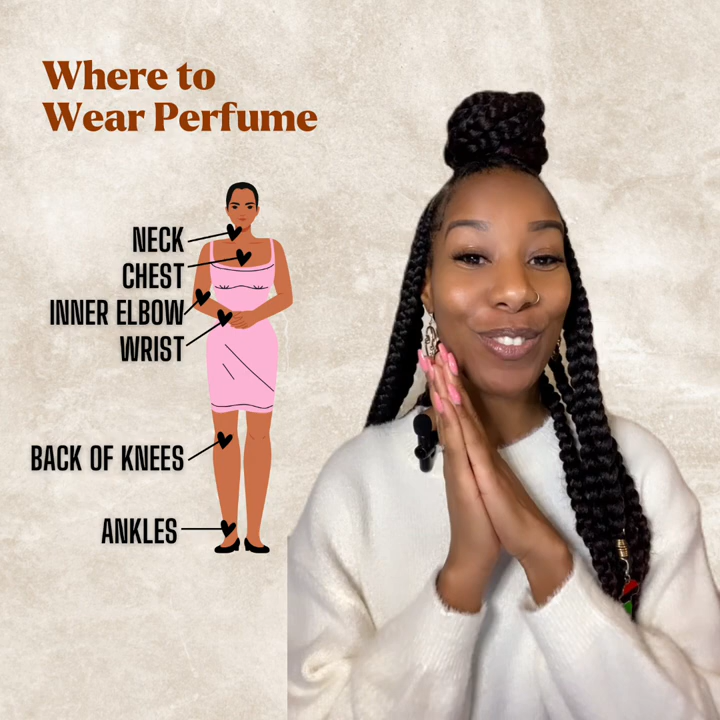 Where to
Wear Perfume
NECK
CHEST
INNER ELBOW
WRIST
BACK OF KNEES
ANKLES